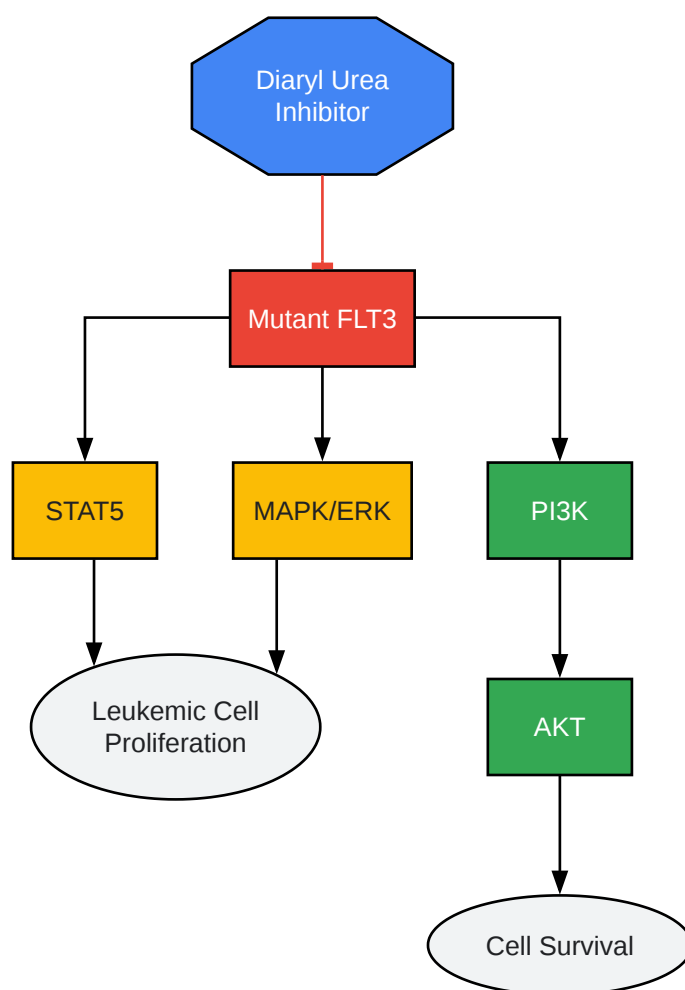 Diaryl Urea
Inhibitor
Mutant FLT3
STAT5
MAPK/ERK
PI3K
Leukemic Cell
Proliferation
AKT
Cell Survival